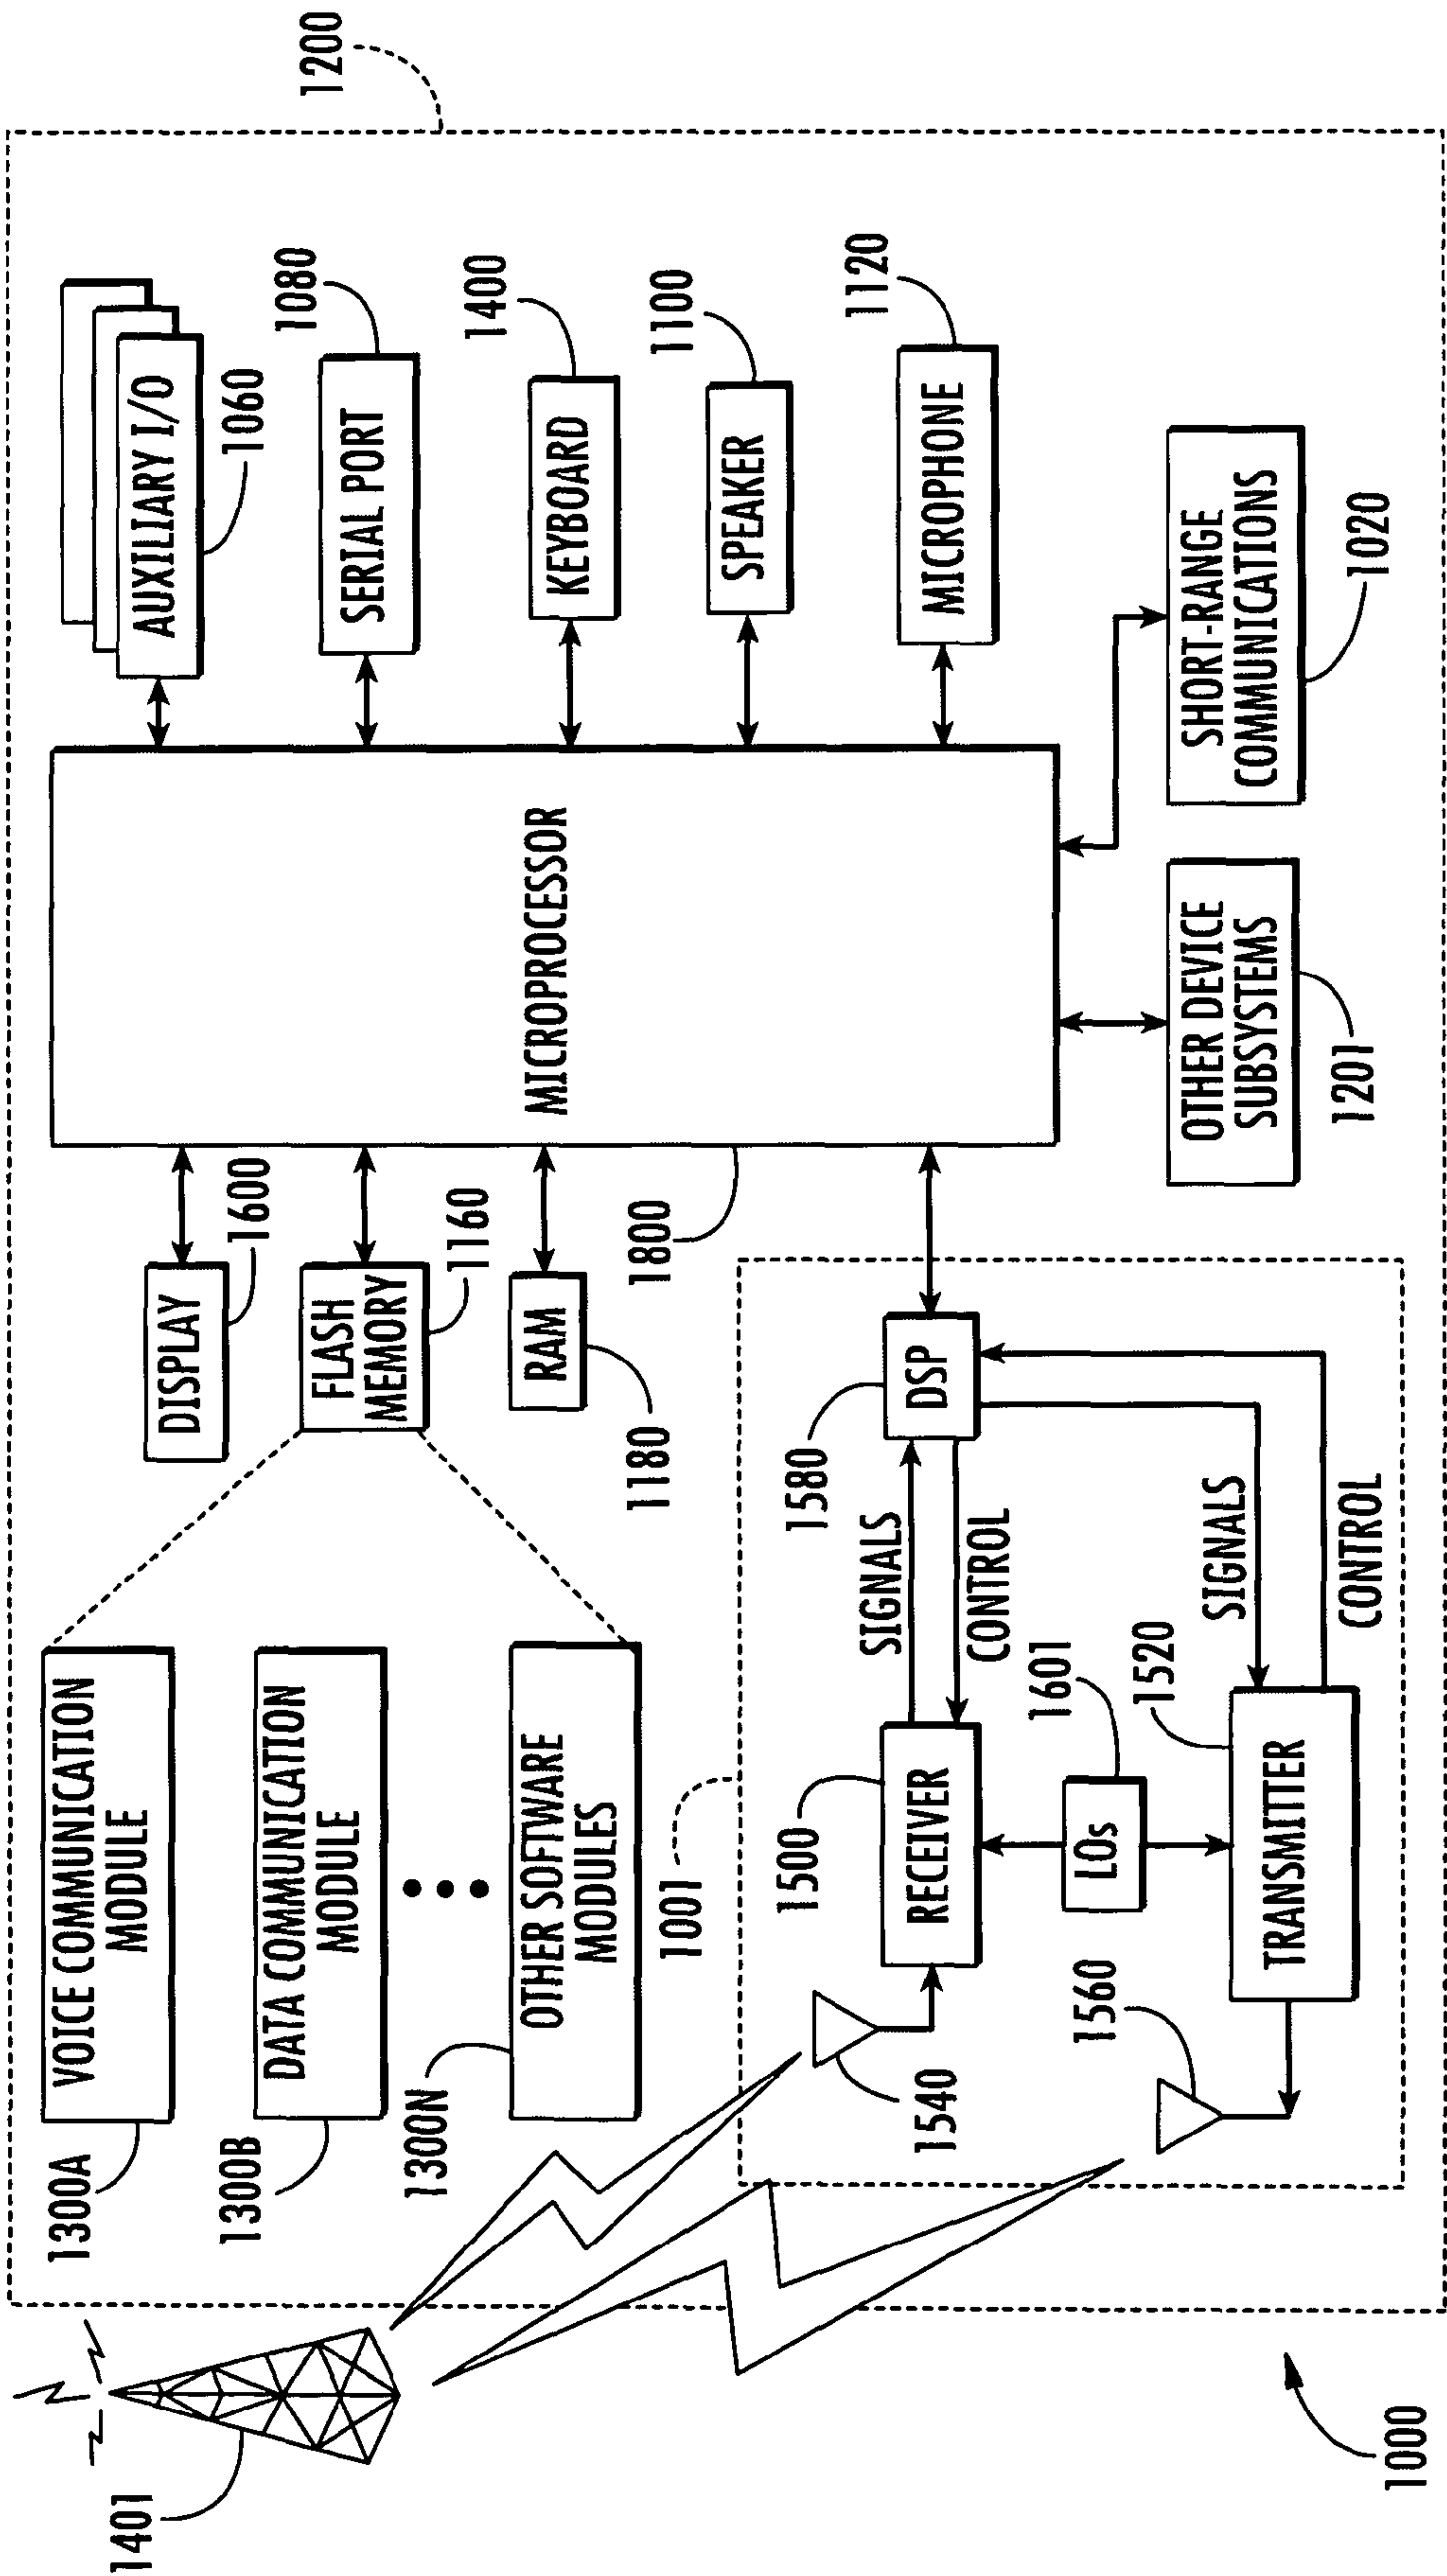 1401
1300A
VOICE COMMUNICATION
MODULE
1300B
DATA COMMUNICATION
MODULE
1300N
OTHER SOFTWARE
MODULES
DISPLAY
1600
FLASH
MEMORY
1160
RAM
1180
1800
MICROPROCESSOR
AUXILIARY I/O
1060
SERIAL PORT
1080
KEYBOARD
1400
SPEAKER
1100
MICROPHONE
1120
1200
1001
1500
RECEIVER
1540
SIGNALS
CONTROL
1580
DSP
LOs
1601
1560
1520
TRANSMITTER
SIGNALS
CONTROL
OTHER DEVICE
SUBSYSTEMS
1201
SHORT-RANGE
COMMUNICATIONS
1020
1000